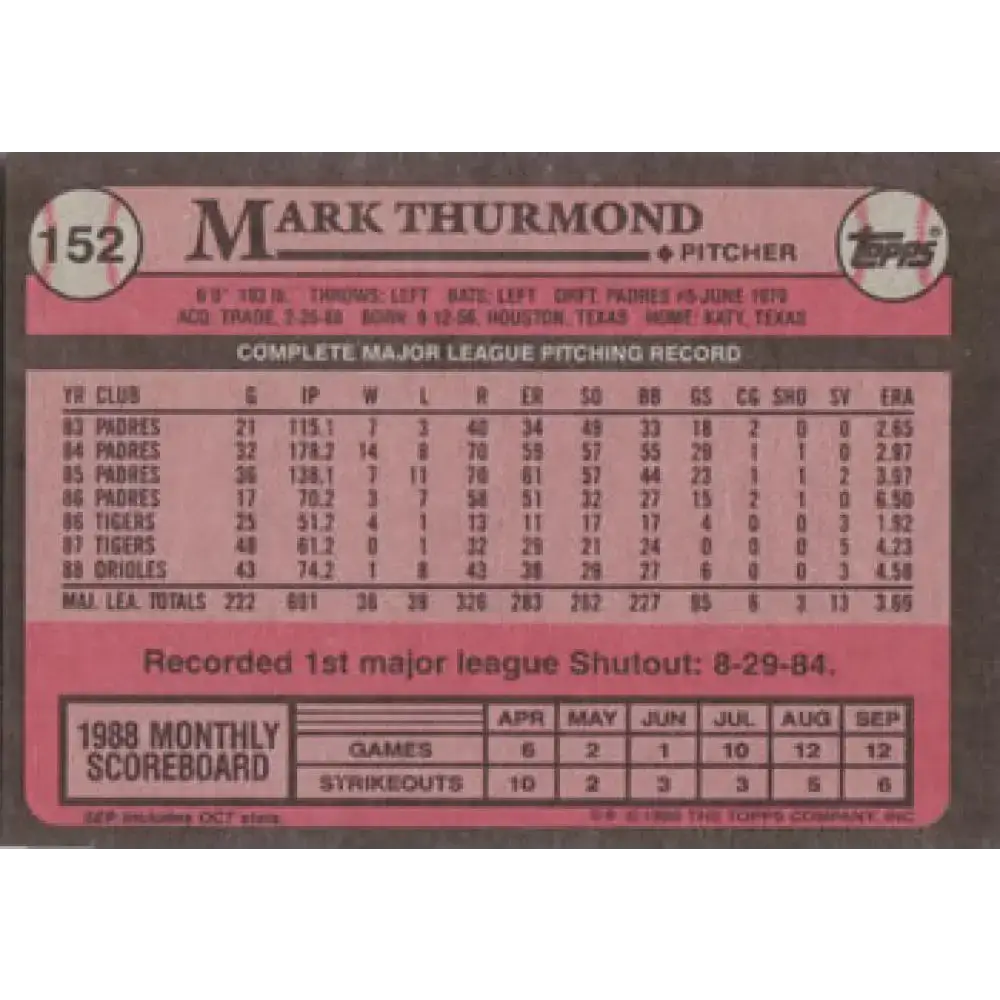 152
MARK THURMOND
◆ PITCHER
TOPPS®
6'0" 193 lb. THROWS: LEFT BATS: LEFT DRFT. PADRES #5-JUNE 1979
ACQ. TRADE, 2-25-88 BORN: 9-12-56, HOUSTON, TEXAS HOME: KATY, TEXAS
COMPLETE MAJOR LEAGUE PITCHING RECORD
YR CLUB G IP W L R ER SO BB GS CG SHO SV ERA
83 PADRES 21 115.1 7 3 40 34 49 33 18 2 0 0 2.65
84 PADRES 32 178.2 14 8 70 59 57 55 29 1 1 0 2.97
85 PADRES 36 138.1 7 11 70 61 57 44 23 1 1 2 3.97
86 PADRES 17 70.2 3 7 58 51 32 27 15 2 1 0 6.50
86 TIGERS 25 51.2 4 1 13 11 17 17 4 0 0 3 1.92
87 TIGERS 48 61.2 0 1 32 29 21 24 0 0 0 5 4.23
88 ORIOLES 43 74.2 1 8 43 38 29 27 6 0 0 3 4.58
MAJ. LEA. TOTALS 222 691 36 39 326 283 262 227 95 6 3 13 3.69
Recorded 1st major league Shutout: 8-29-84.
1988 MONTHLY SCOREBOARD
APR MAY JUN JUL AUG SEP
GAMES 6 2 1 10 12 12
STRIKEOUTS 10 2 3 3 5 6
SEP includes OCT stats.
THE TOPPS COMPANY, INC